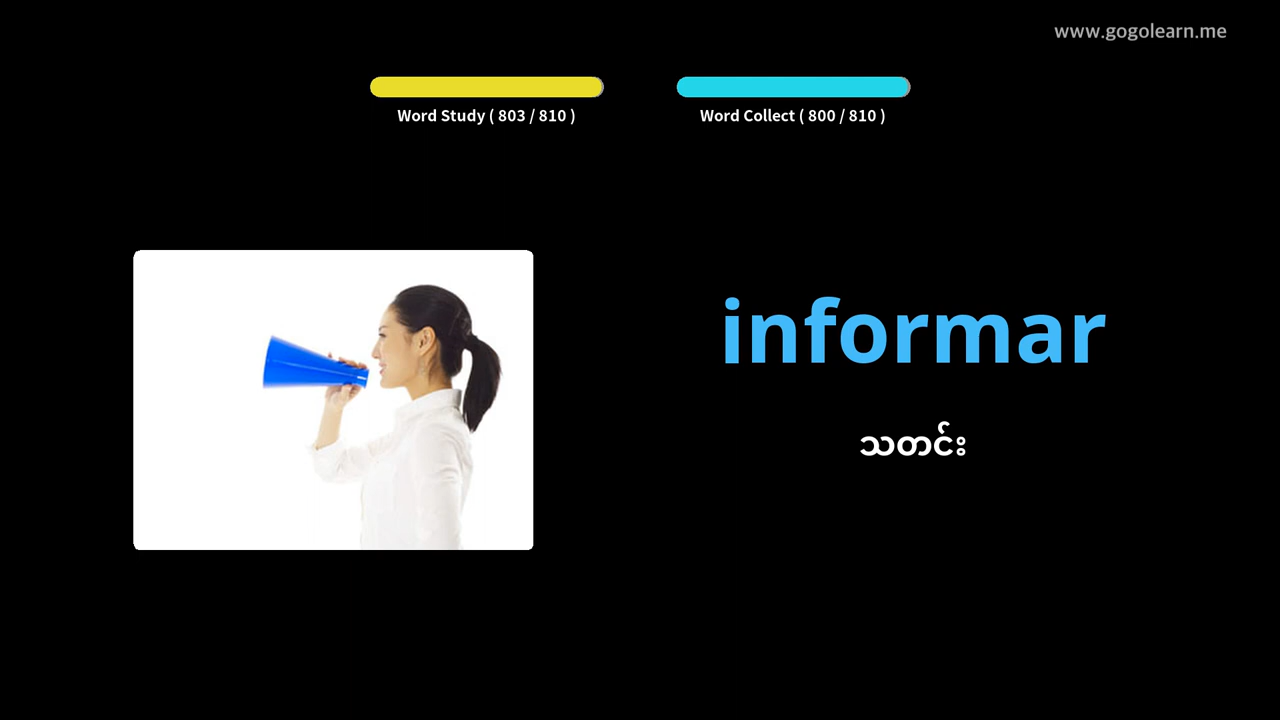 www.gogolearn.me
Word Study ( 803 / 810 )
Word Collect ( 800 / 810 )
informar
သတင်း